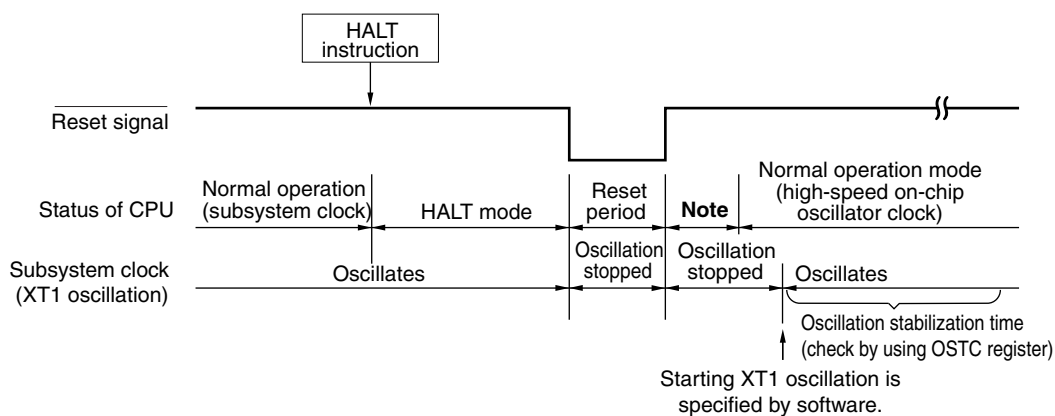 HALT
instruction
Reset signal
Status of CPU
Normal operation
(subsystem clock)
HALT mode
Reset
period
Note
Normal operation mode
(high-speed on-chip
oscillator clock)
Subsystem clock
(XT1 oscillation)
Oscillates
Oscillation
stopped
Oscillation
stopped
Oscillates
Oscillation stabilization time
(check by using OSTC register)
Starting XT1 oscillation is
specified by software.